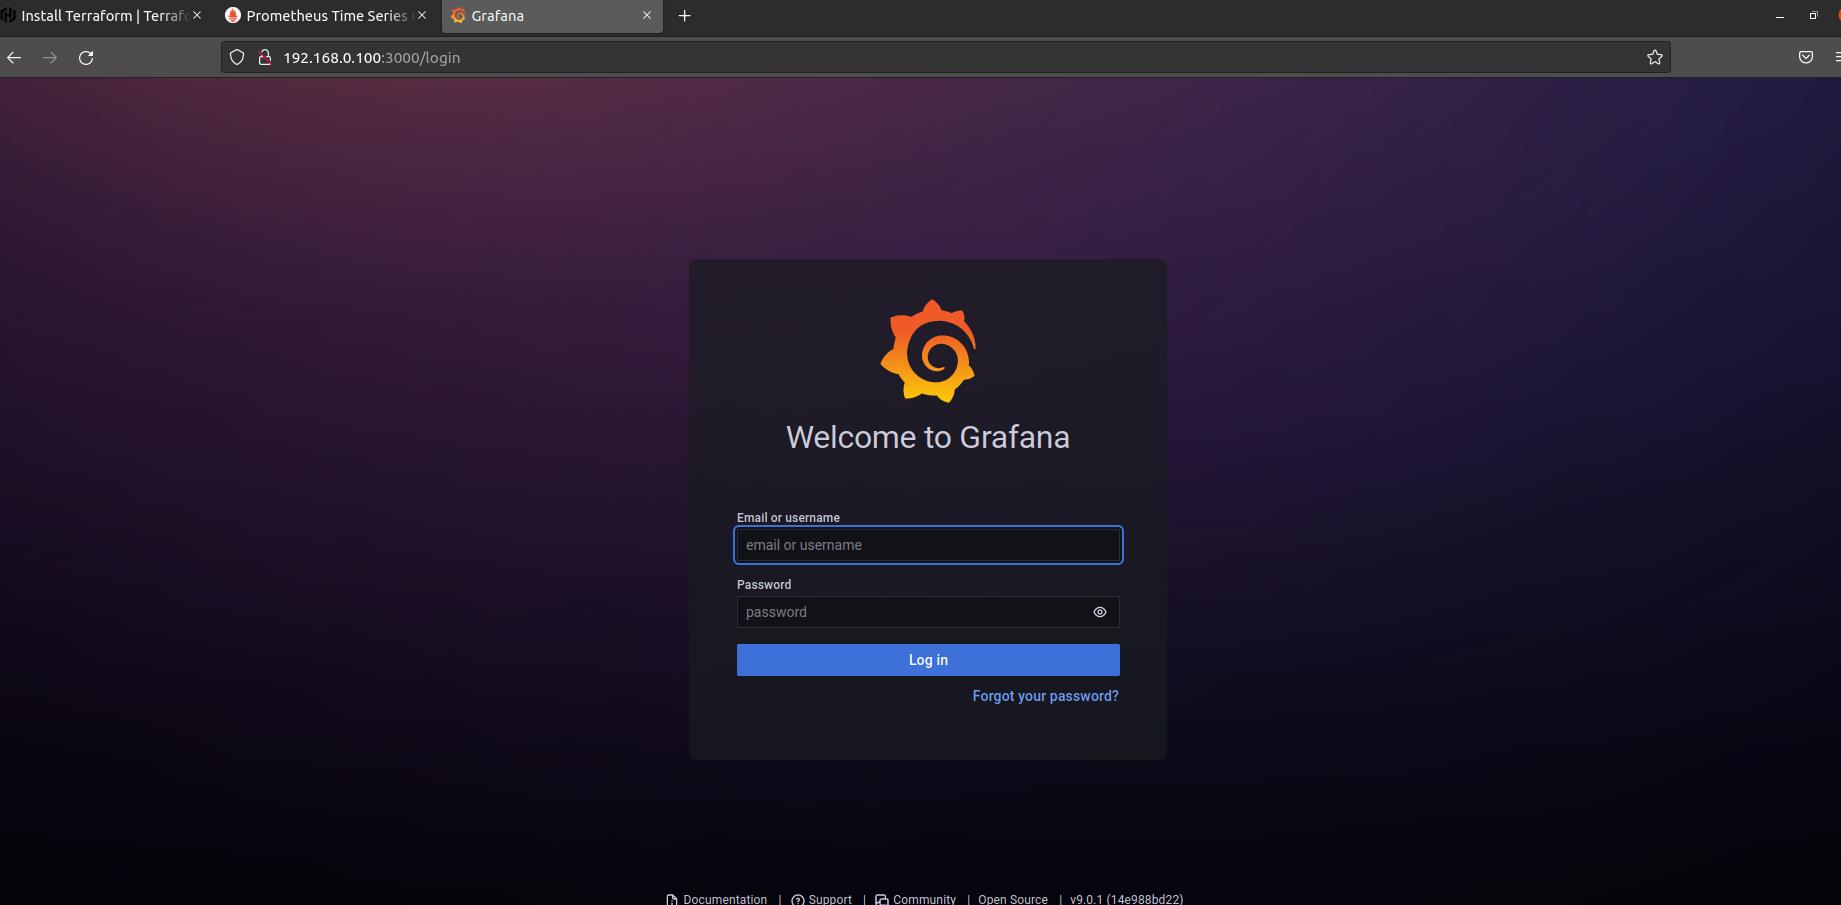 Install Terraform | Terraf
Prometheus Time Series
Grafana
192.168.0.100:3000/login
Welcome to Grafana
Email or username
email or username
Password
password
Log in
Forgot your password?
Documentation | Support | Community | Open Source | v9.0.1 (14e988bd22)